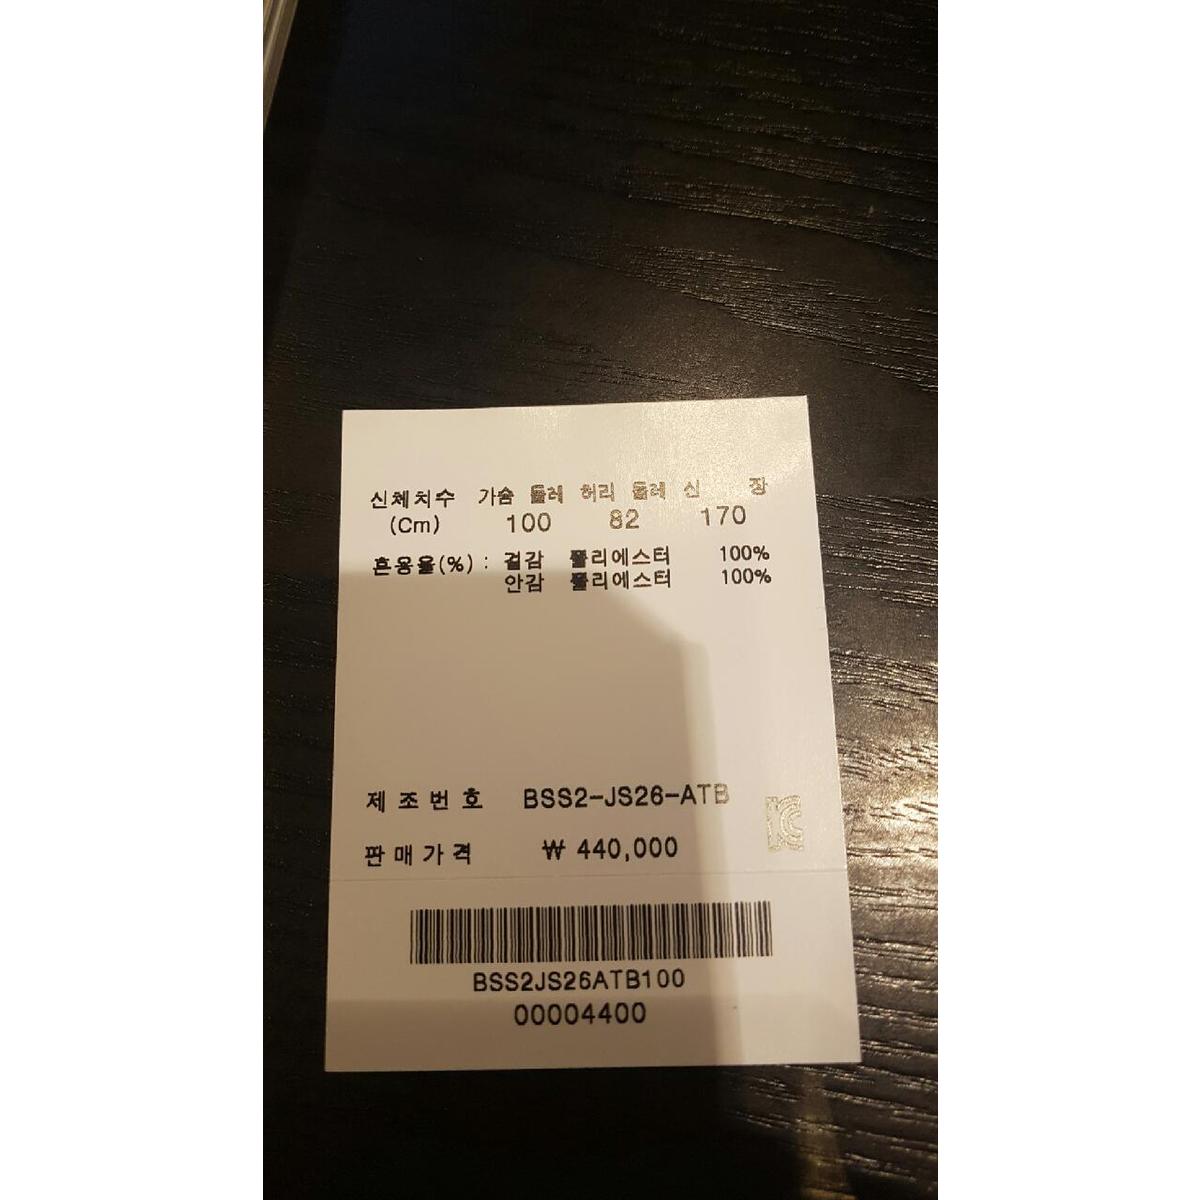 신체치수 가슴 둘레 허리 둘레 신 장
(Cm) 100 82 170
혼용율(%) : 겉감 폴리에스터 100%
안감 폴리에스터 100%
제조번호 BSS2-JS26-ATB
판매가격 ₩ 440,000
BSS2JS26ATB100
00004400